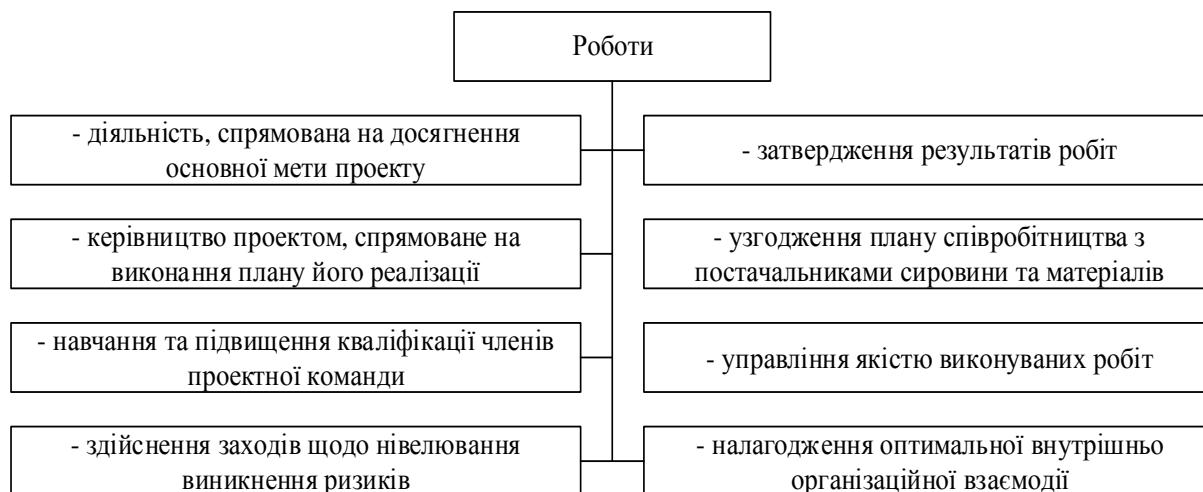 Роботи
- діяльність, спрямована на досягнення
основної мети проекту
- затвердження результатів робіт
- керівництво проектом, спрямоване на
виконання плану його реалізації
- узгодження плану співробітництва з
постачальниками сировини та матеріалів
- навчання та підвищення кваліфікації членів
проектної команди
- управління якістю виконуваних робіт
- здійснення заходів щодо нівелювання
виникнення ризиків
- налагодження оптимальної внутрішньо
організаційної взаємодії